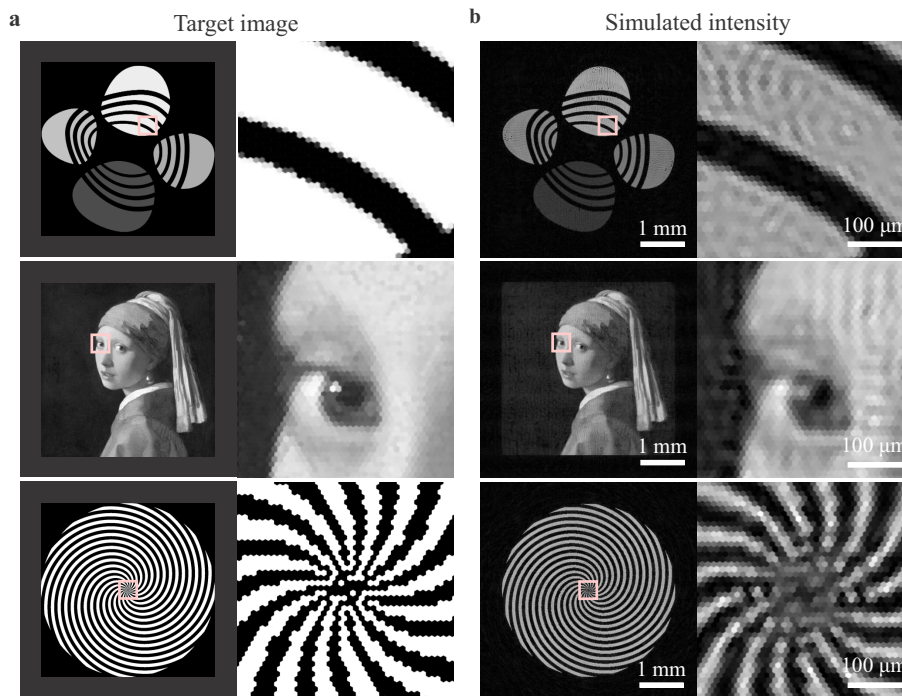 a
Target image
b
Simulated intensity
1 mm
100 μm
1 mm
100 μm
1 mm
100 μm